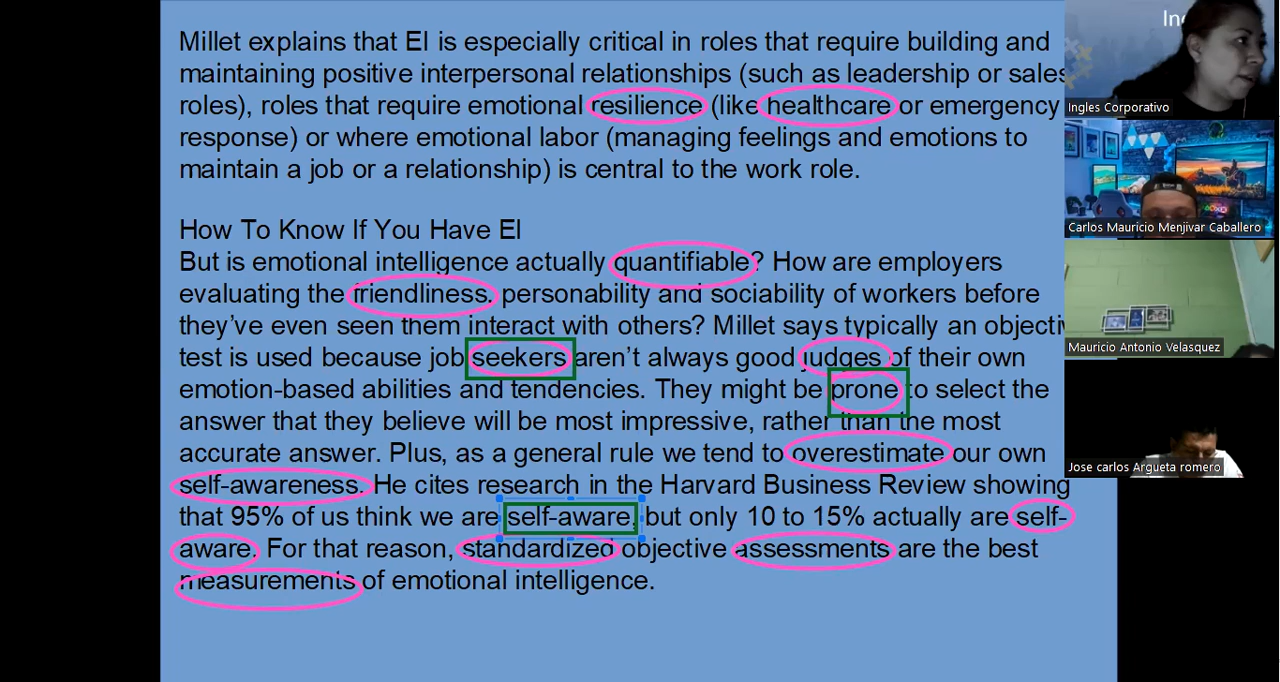 Millet explains that EI is especially critical in roles that require building and
maintaining positive interpersonal relationships (such as leadership or sales
roles), roles that require emotional resilience (like healthcare or emergency
response) or where emotional labor (managing feelings and emotions to
maintain a job or a relationship) is central to the work role.
How To Know If You Have EI
But is emotional intelligence actually quantifiable? How are employers
evaluating the friendliness, personability and sociability of workers before
they've even seen them interact with others? Millet says typically an objectiv
test is used because job seekers aren't always good judges of their own
emotion-based abilities and tendencies. They might be prone to select the
answer that they believe will be most impressive, rather than the most
accurate answer. Plus, as a general rule we tend to overestimate our own
self-awareness. He cites research in the Harvard Business Review showing
that 95% of us think we are self-aware, but only 10 to 15% actually are self-
aware. For that reason, standardized objective assessments are the best
measurements of emotional intelligence.
In
Ingles Corporativo
Carlos Mauricio Menjivar Caballero
Mauricio Antonio Velasquez
Jose carlos Argueta romero